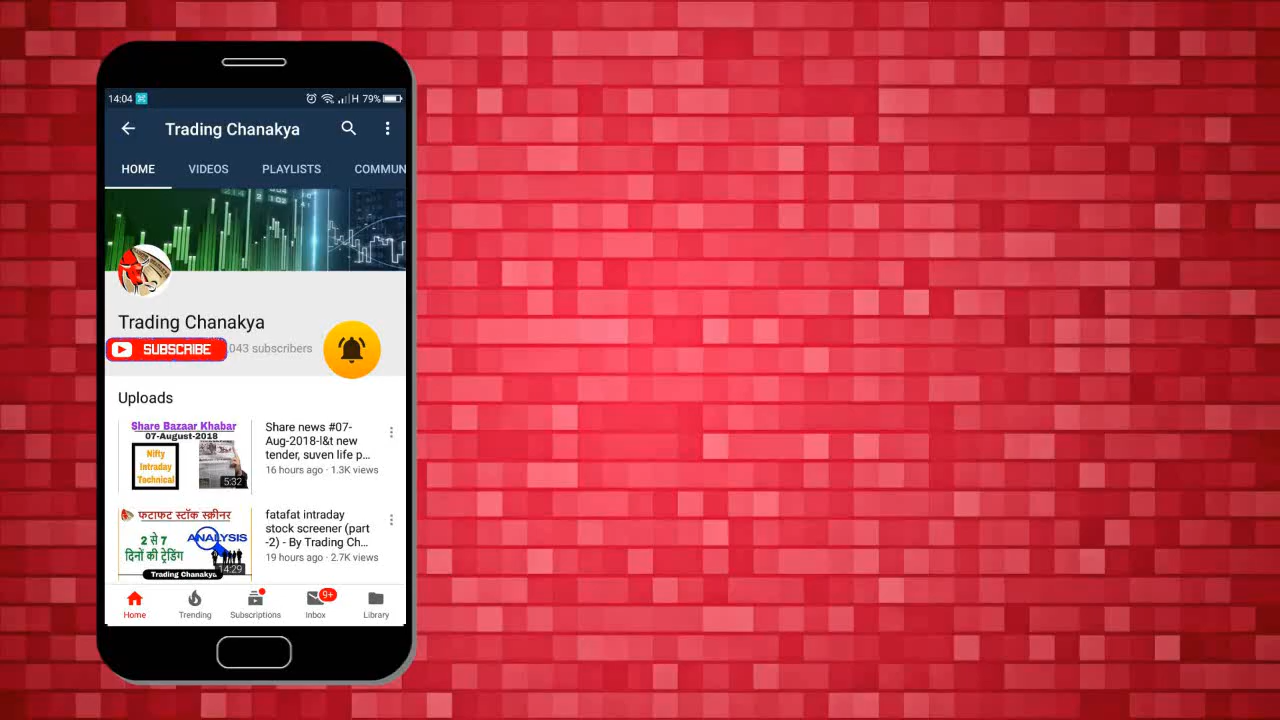 14:04
H 79%
Trading Chanakya
HOME VIDEOS PLAYLISTS COMMUN
Trading Chanakya
SUBSCRIBE 043 subscribers
Uploads
Share Bazaar Khabar
07-August-2018
Nifty
Intraday
Technical
5:32
Share news #07-
Aug-2018-l&t new
tender, suven life p...
16 hours ago · 1.3K views
फटाफट स्टॉक स्क्रीनर
2 से 7
दिनों की ट्रेडिंग
ANALYSIS
14:29
Trading Chanakya
fatafat intraday
stock screener (part
-2) - By Trading Ch...
19 hours ago · 2.7K views
9+
Home Trending Subscriptions Inbox Library